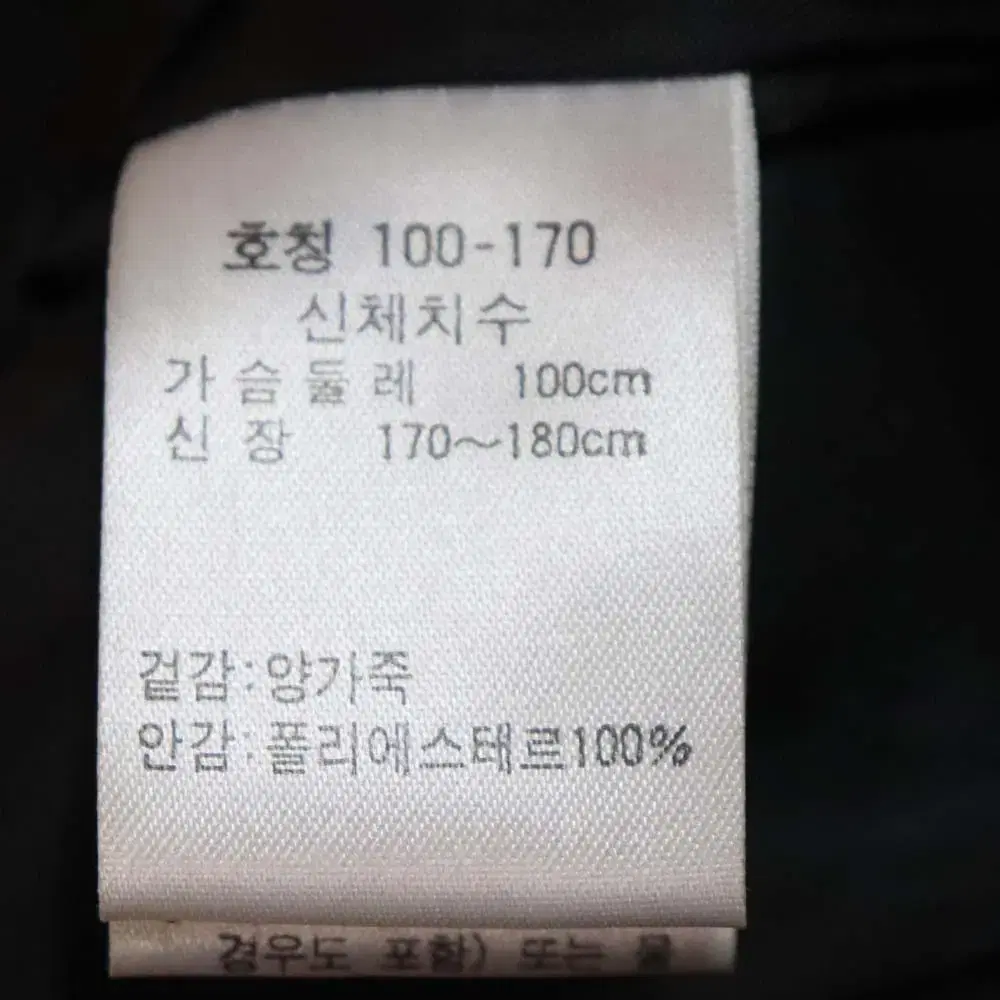 호칭 100-170
신체치수
가슴둘레 100cm
신장 170~180cm
겉감:양가죽
안감:폴리에스테르100%
경우도 포함) 또는 물